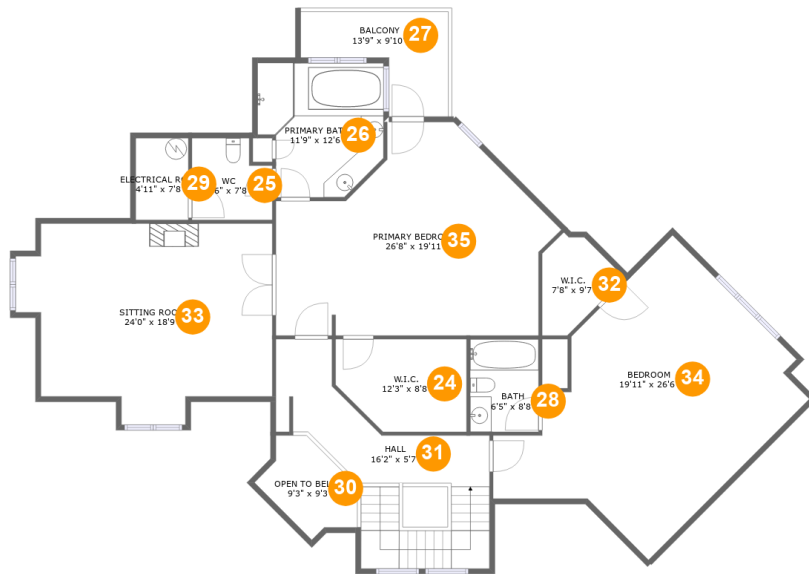 BALCONY
13'9" x 9'10
27
PRIMARY BAT
11'9" x 12'6
26
ELECTRICAL R
4'11" x 7'8
29
WC
6" x 7'8
25
PRIMARY BEDRO
26'8" x 19'11
35
W.I.C.
7'8" x 9'7
32
SITTING ROO
24'0" x 18'9
33
W.I.C.
12'3" x 8'8
24
BEDROOM
19'11" x 26'6
34
BATH
6'5" x 8'8
28
HALL
16'2" x 5'7
31
OPEN TO BEL
9'3" x 9'3
30